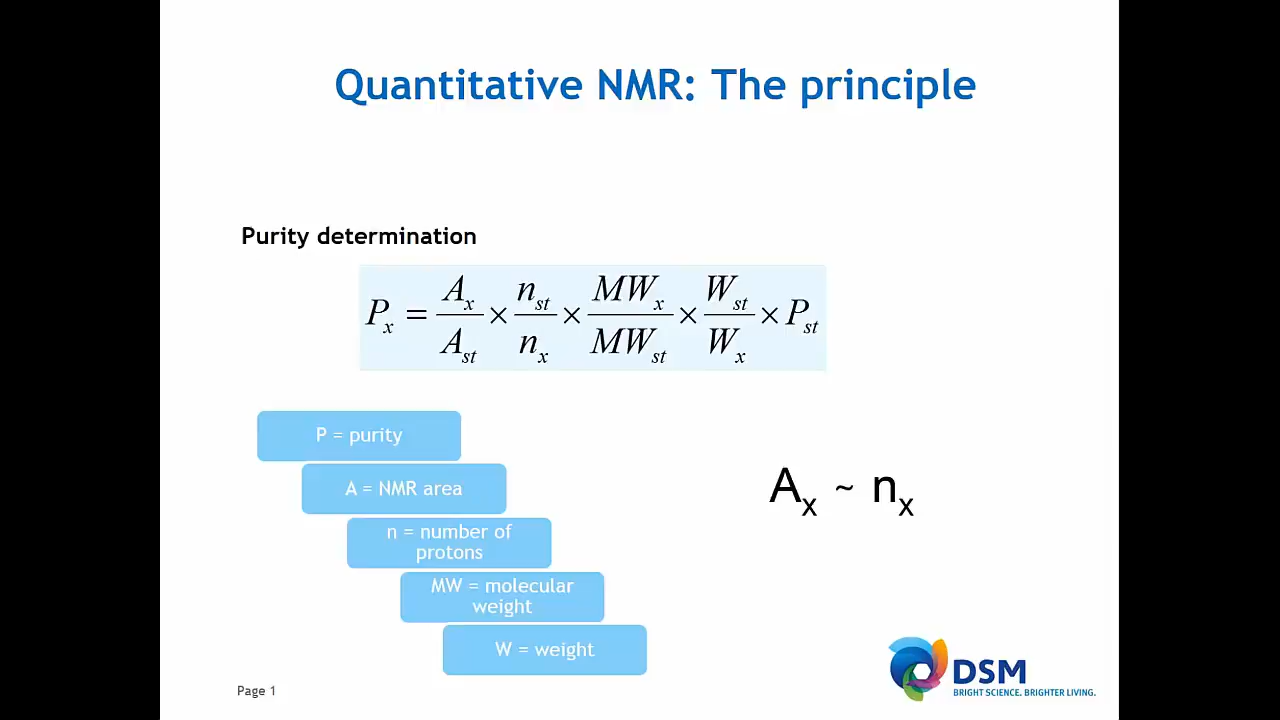 Quantitative NMR: The principle
Purity determination
P_x = A_x/A_st × n_st/n_x × MW_x/MW_st × W_st/W_x × P_st
P = purity
A = NMR area
n = number of
protons
MW = molecular
weight
W = weight
A_x ~ n_x
Page 1
DSM
BRIGHT SCIENCE. BRIGHTER LIVING.